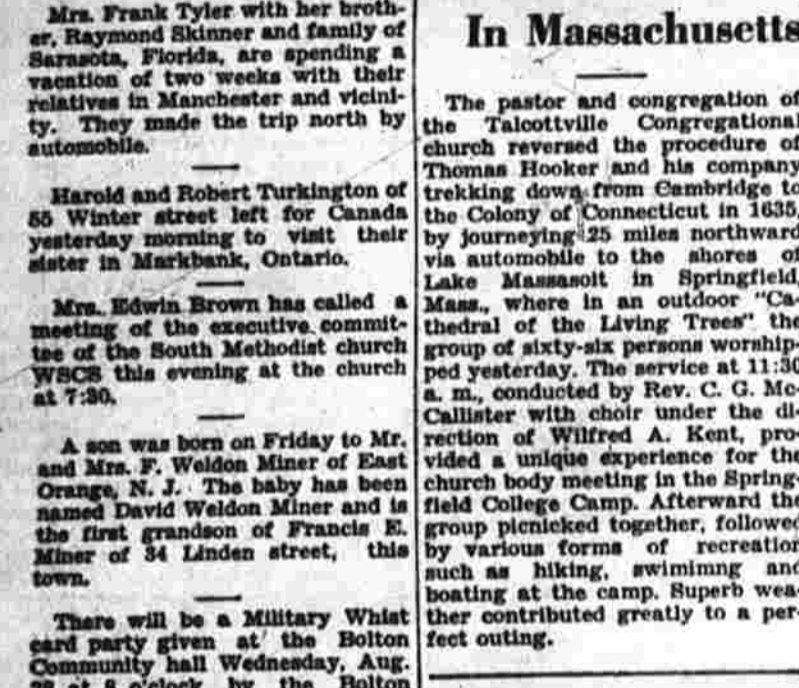 Mrs. Frank Tyler with her broth-
er, Raymond Skinner and family of
Sarasota, Florida, are spending a
vacation of two weeks with their
relatives in Manchester and vicini-
ty. They made the trip north by
automobile.
Harold and Robert Turkington of
55 Winter street left for Canada
yesterday morning to visit their
sister in Markbank, Ontario.
Mrs. Edwin Brown has called a
meeting of the executive commit-
tee of the South Methodist church
WSCS this evening at the church
at 7:30.
A son was born on Friday to Mr.
and Mrs. F. Weldon Miner of East
Orange, N. J. The baby has been
named David Weldon Miner and is
the first grandson of Francis E.
Miner of 34 Linden street, this
town.
There will be a Military Whist
card party given at the Bolton
Community hall Wednesday, Aug.
at 8 o'clock by the Bolton
In Massachusetts
The pastor and congregation of
the Talcottville Congregational
church reversed the procedure of
Thomas Hooker and his company
trekking down from Cambridge to
the Colony of Connecticut in 1635,
by journeying 25 miles northward
via automobile to the shores of
Lake Massasoit in Springfield,
Mass., where in an outdoor "Ca-
thedral of the Living Trees" the
group of sixty-six persons worship-
ped yesterday. The service at 11:30
a. m., conducted by Rev. C. G. Mc-
Callister with choir under the di-
rection of Wilfred A. Kent, pro-
vided a unique experience for the
church body meeting in the Spring-
field College Camp. Afterward the
group picnicked together, followed
by various forms of recreation
such as hiking, swimimng and
boating at the camp. Superb wea-
ther contributed greatly to a per-
fect outing.